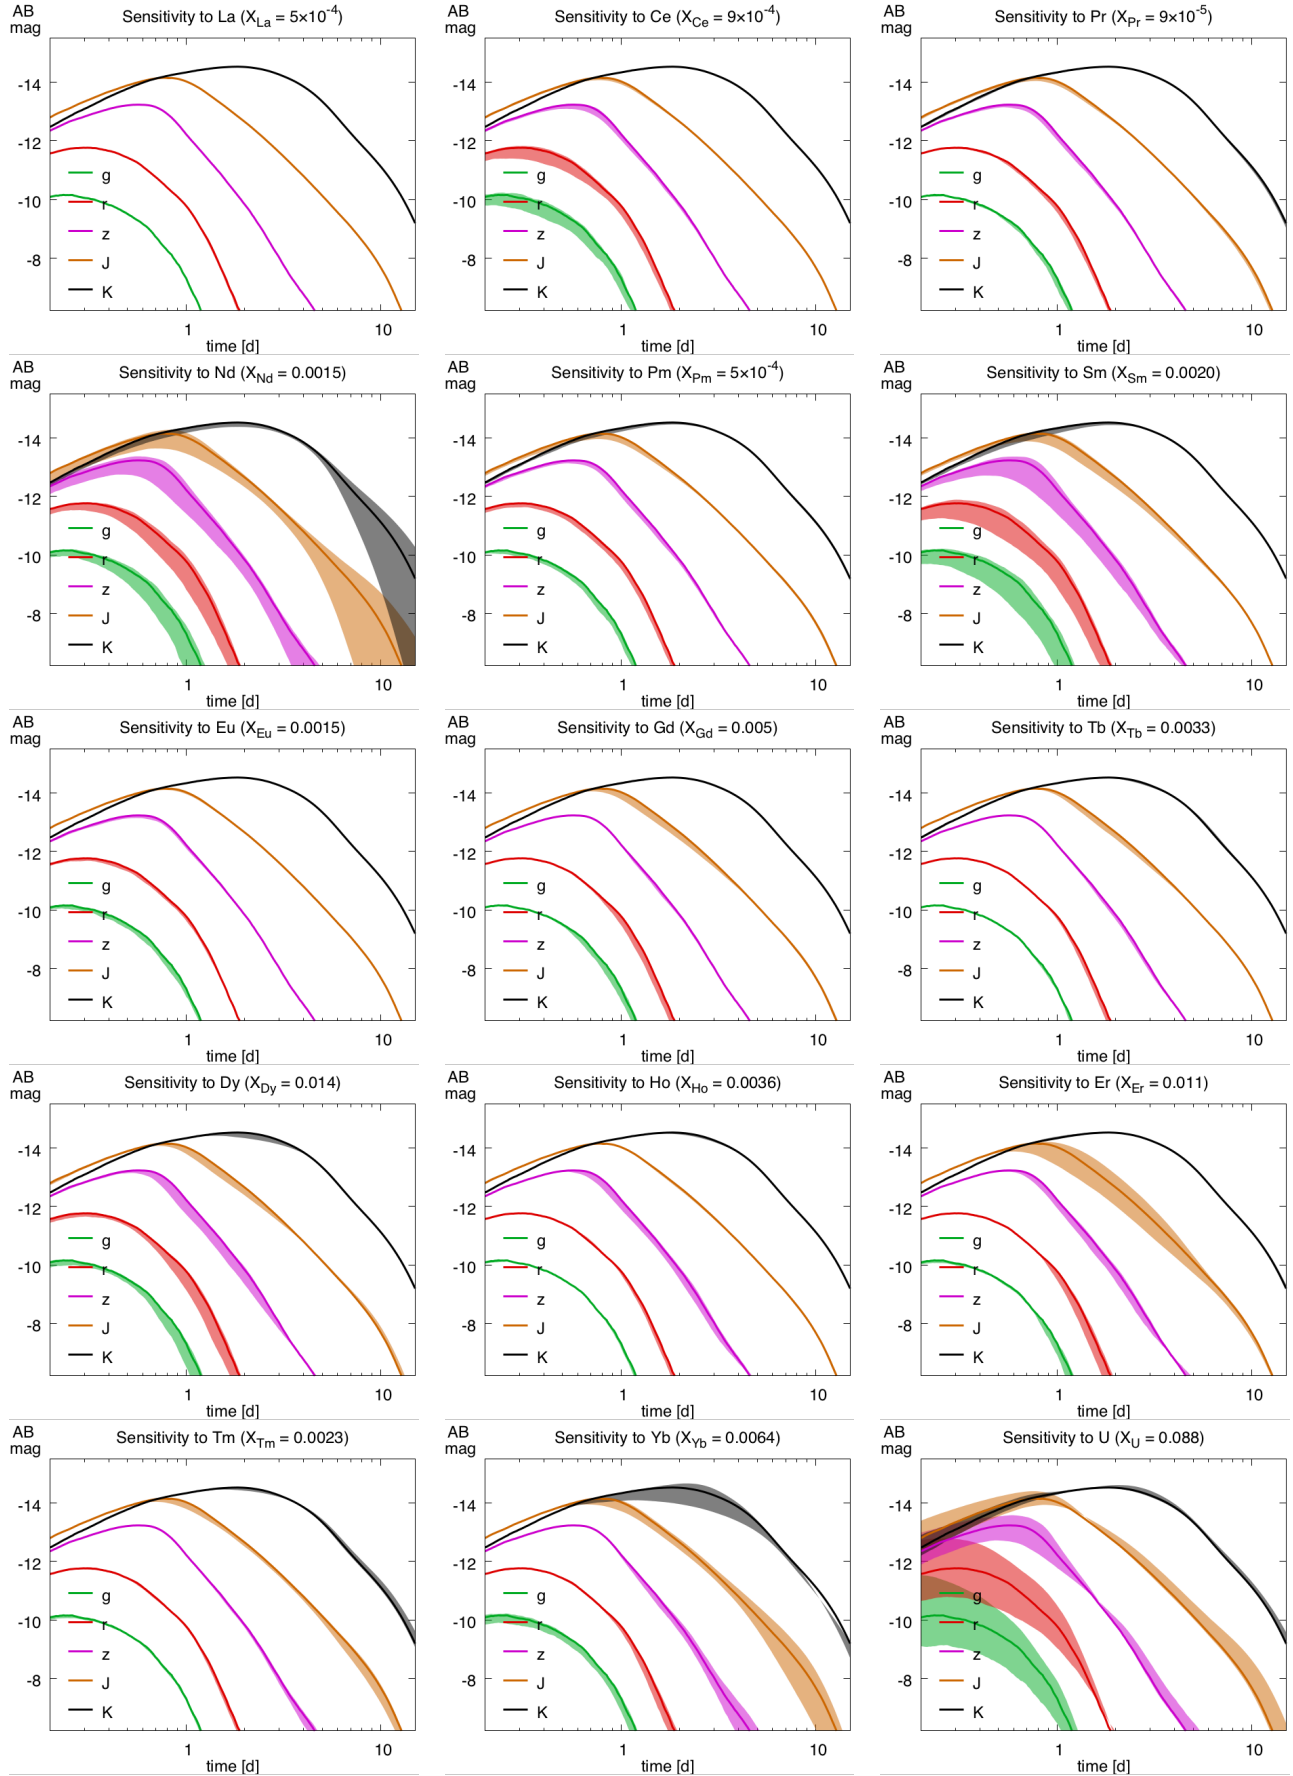 AB
mag
Sensitivity to La (X_La = 5×10^-4)
-14
-12
-10
-8
g
r
z
J
K
1
10
time [d]
AB
mag
Sensitivity to Ce (X_Ce = 9×10^-4)
-14
-12
-10
-8
g
r
z
J
K
1
10
time [d]
AB
mag
Sensitivity to Pr (X_Pr = 9×10^-5)
-14
-12
-10
-8
g
r
z
J
K
1
10
time [d]
AB
mag
Sensitivity to Nd (X_Nd = 0.0015)
-14
-12
-10
-8
g
r
z
J
K
1
10
time [d]
AB
mag
Sensitivity to Pm (X_Pm = 5×10^-4)
-14
-12
-10
-8
g
r
z
J
K
1
10
time [d]
AB
mag
Sensitivity to Sm (X_Sm = 0.0020)
-14
-12
-10
-8
g
r
z
J
K
1
10
time [d]
AB
mag
Sensitivity to Eu (X_Eu = 0.0015)
-14
-12
-10
-8
g
r
z
J
K
1
10
time [d]
AB
mag
Sensitivity to Gd (X_Gd = 0.005)
-14
-12
-10
-8
g
r
z
J
K
1
10
time [d]
AB
mag
Sensitivity to Tb (X_Tb = 0.0033)
-14
-12
-10
-8
g
r
z
J
K
1
10
time [d]
AB
mag
Sensitivity to Dy (X_Dy = 0.014)
-14
-12
-10
-8
g
r
z
J
K
1
10
time [d]
AB
mag
Sensitivity to Ho (X_Ho = 0.0036)
-14
-12
-10
-8
g
r
z
J
K
1
10
time [d]
AB
mag
Sensitivity to Er (X_Er = 0.011)
-14
-12
-10
-8
g
r
z
J
K
1
10
time [d]
AB
mag
Sensitivity to Tm (X_Tm = 0.0023)
-14
-12
-10
-8
g
r
z
J
K
1
10
time [d]
AB
mag
Sensitivity to Yb (X_Yb = 0.0064)
-14
-12
-10
-8
g
r
z
J
K
1
10
time [d]
AB
mag
Sensitivity to U (X_U = 0.088)
-14
-12
-10
-8
g
r
z
J
K
1
10
time [d]